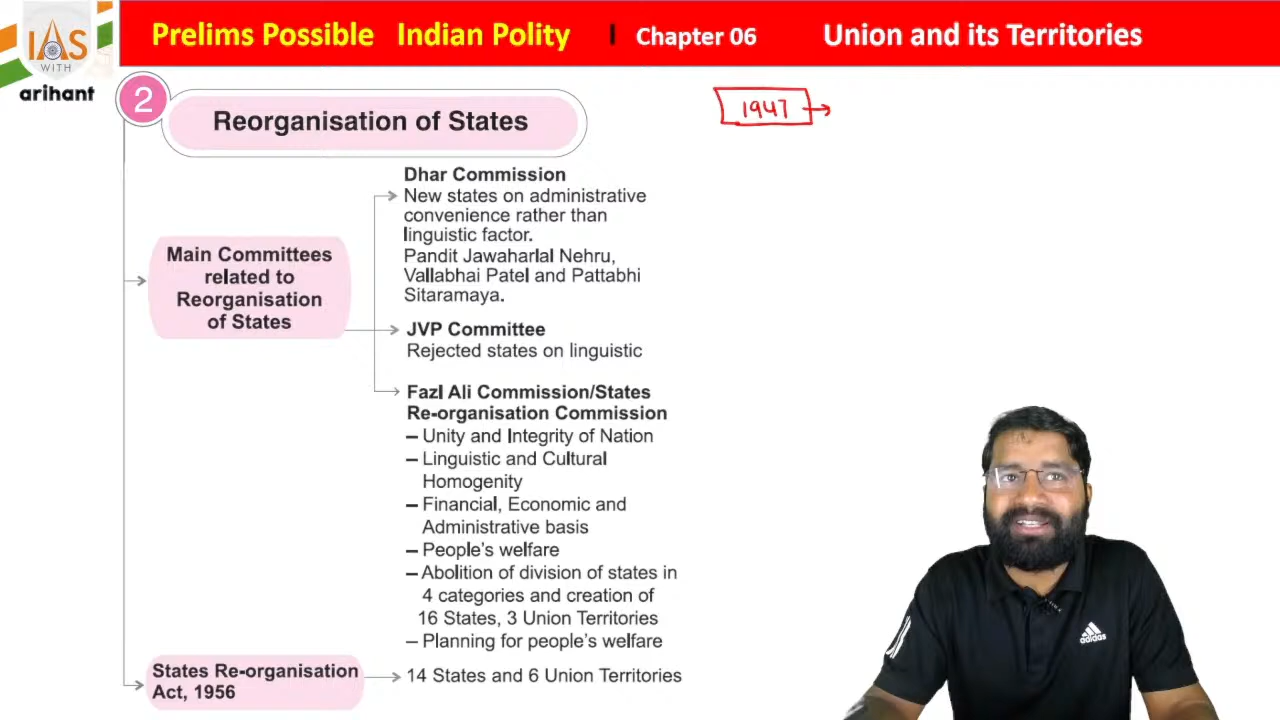 Prelims Possible Indian Polity | Chapter 06 Union and its Territories
IAS
WITH
arihant
2
Reorganisation of States
1947
Main Committees
related to
Reorganisation
of States
Dhar Commission
New states on administrative
convenience rather than
linguistic factor.
Pandit Jawaharlal Nehru,
Vallabhai Patel and Pattabhi
Sitaramaya.
JVP Committee
Rejected states on linguistic
Fazl Ali Commission/States
Re-organisation Commission
– Unity and Integrity of Nation
– Linguistic and Cultural
Homogenity
– Financial, Economic and
Administrative basis
– People's welfare
– Abolition of division of states in
4 categories and creation of
16 States, 3 Union Territories
– Planning for people's welfare
States Re-organisation
Act, 1956
14 States and 6 Union Territories
adidas